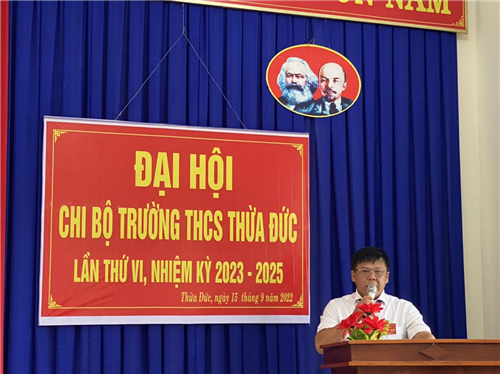 NĂM
ĐẠI HỘI
CHI BỘ TRƯỜNG THCS THỪA ĐỨC
LẦN THỨ VI, NHIỆM KỲ 2023 - 2025
Thừa Đức, ngày 15 tháng 9 năm 2022